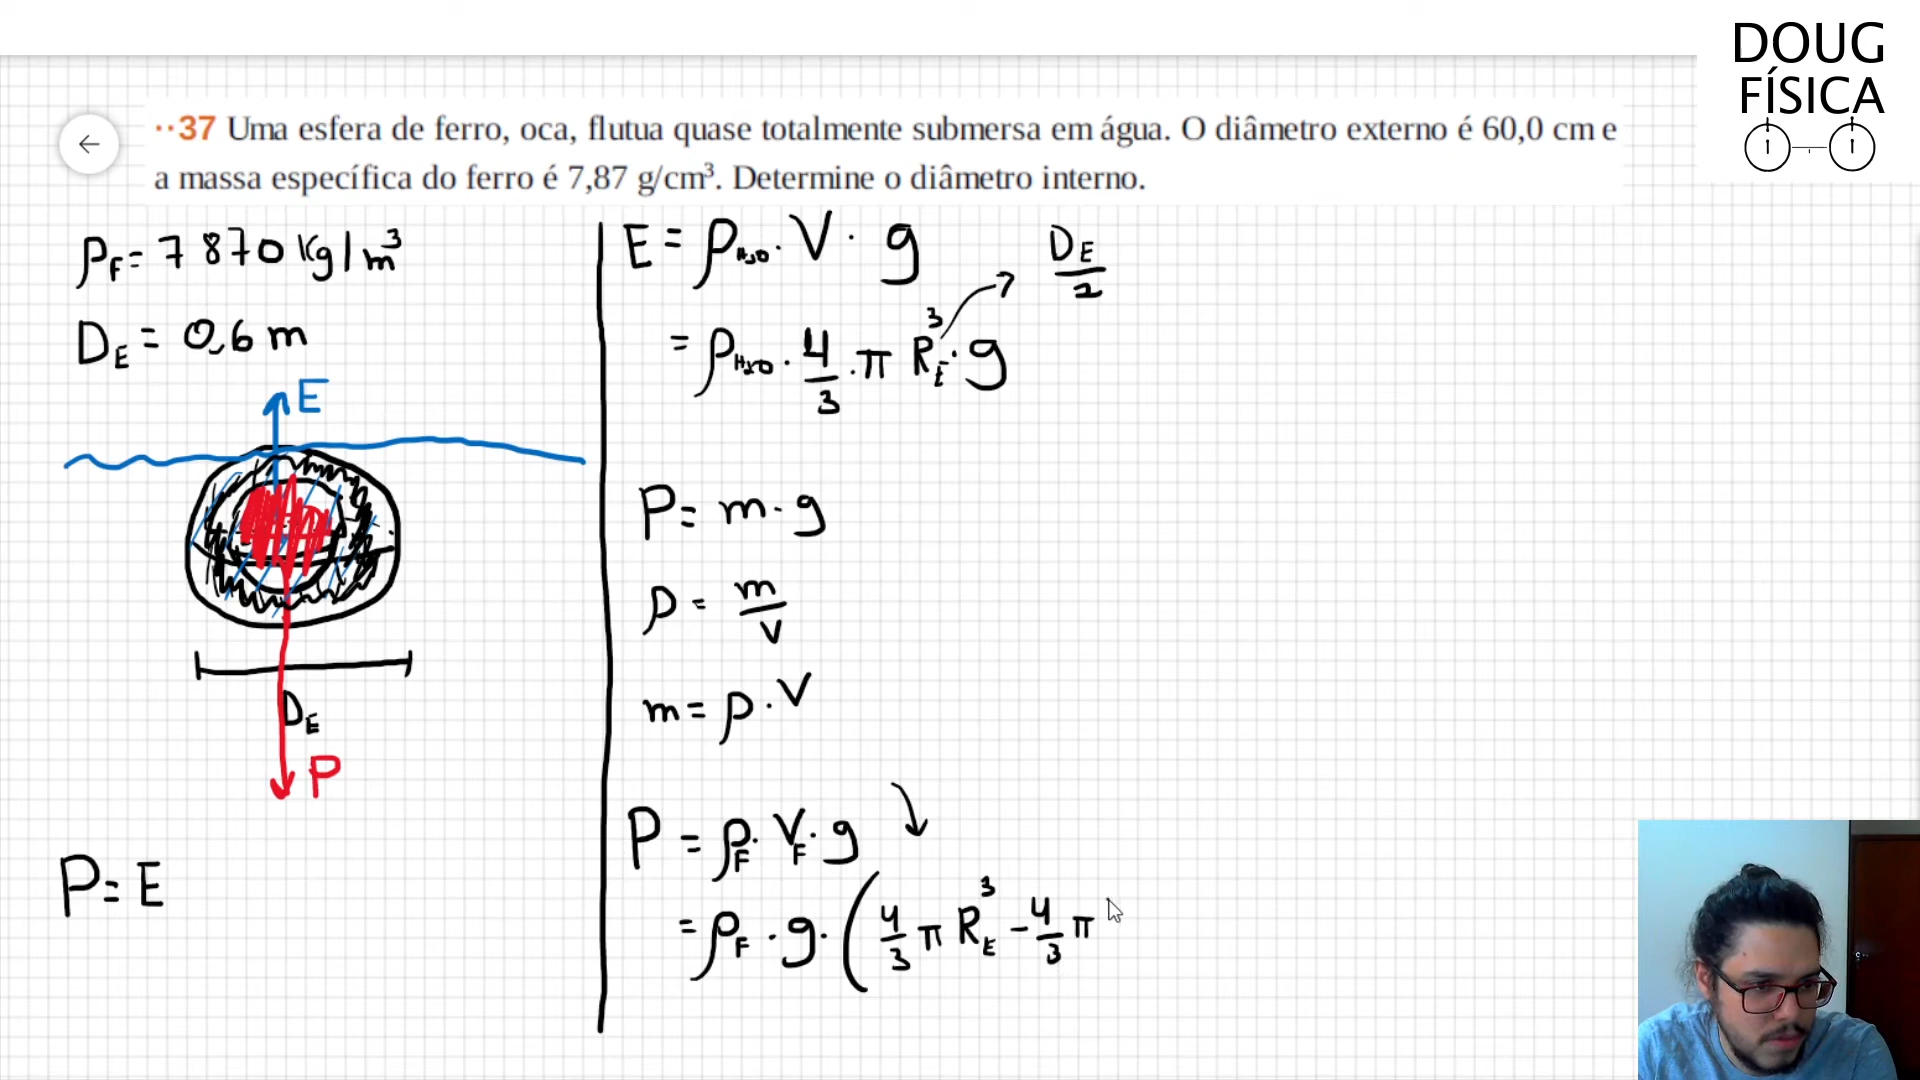 DOUG
FÍSICA
··37 Uma esfera de ferro, oca, flutua quase totalmente submersa em água. O diâmetro externo é 60,0 cm e
a massa específica do ferro é 7,87 g/cm³. Determine o diâmetro interno.
ρF = 7870 Kg/m³
DE = 0,6 m
E
DE
P
P = E
E = ρH2O · V · g
DE/2
= ρH2O · 4/3 · π RE³ · g
P = m · g
ρ = m/V
m = ρ · V
P = ρF · VF · g
= ρF · g · ( 4/3 π RE³ - 4/3 π